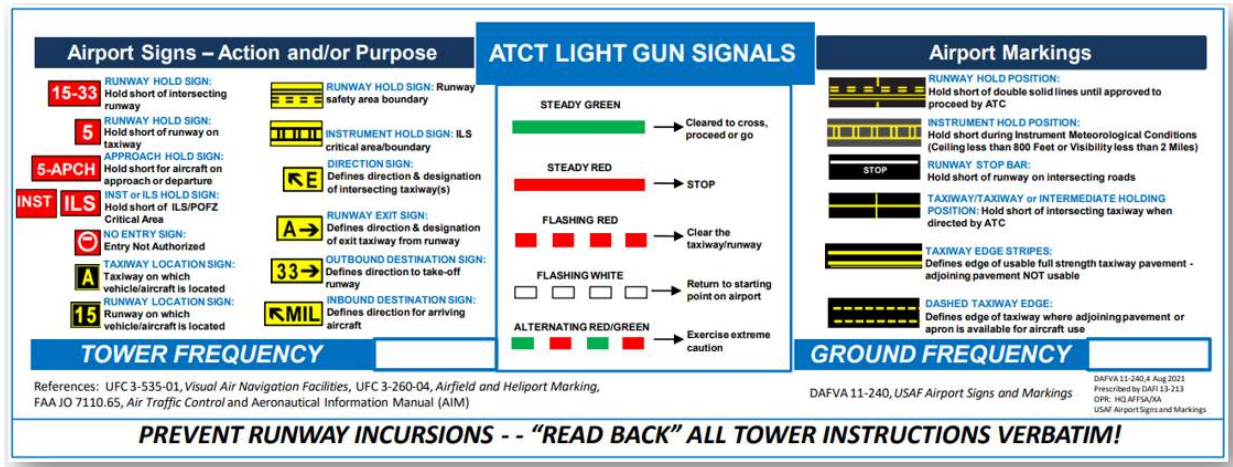 Airport Signs – Action and/or Purpose
15-33
RUNWAY HOLD SIGN:
Hold short of intersecting
runway
5
RUNWAY HOLD SIGN:
Hold short of runway on
taxiway
5-APCH
APPROACH HOLD SIGN:
Hold short for aircraft on
approach or departure
INST ILS
INST or ILS HOLD SIGN:
Hold short of ILS/POFZ
Critical Area
NO ENTRY SIGN:
Entry Not Authorized
A
TAXIWAY LOCATION SIGN:
Taxiway on which
vehicle/aircraft is located
15
RUNWAY LOCATION SIGN:
Runway on which
vehicle/aircraft is located
RUNWAY HOLD SIGN: Runway
safety area boundary
INSTRUMENT HOLD SIGN: ILS
critical area/boundary
E
DIRECTION SIGN:
Defines direction & designation
of intersecting taxiway(s)
A
RUNWAY EXIT SIGN:
Defines direction & designation
of exit taxiway from runway
33
OUTBOUND DESTINATION SIGN:
Defines direction to take-off
runway
MIL
INBOUND DESTINATION SIGN:
Defines direction for arriving
aircraft
TOWER FREQUENCY
ATCT LIGHT GUN SIGNALS
STEADY GREEN
Cleared to cross,
proceed or go
STEADY RED
STOP
FLASHING RED
Clear the
taxiway/runway
FLASHING WHITE
Return to starting
point on airport
ALTERNATING RED/GREEN
Exercise extreme
caution
Airport Markings
RUNWAY HOLD POSITION:
Hold short of double solid lines until approved to
proceed by ATC
INSTRUMENT HOLD POSITION:
Hold short during Instrument Meteorological Conditions
(Ceiling less than 800 Feet or Visibility less than 2 Miles)
STOP
RUNWAY STOP BAR:
Hold short of runway on intersecting roads
TAXIWAY/TAXIWAY or INTERMEDIATE HOLDING
POSITION: Hold short of intersecting taxiway when
directed by ATC
TAXIWAY EDGE STRIPES:
Defines edge of usable full strength taxiway pavement -
adjoining pavement NOT usable
DASHED TAXIWAY EDGE:
Defines edge of taxiway where adjoining pavement or
apron is available for aircraft use
GROUND FREQUENCY
References: UFC 3-535-01, Visual Air Navigation Facilities, UFC 3-260-04, Airfield and Heliport Marking,
FAA JO 7110.65, Air Traffic Control and Aeronautical Information Manual (AIM)
DAFVA 11-240, USAF Airport Signs and Markings
DAFVA 11-240,4 Aug 2021
Prescribed by DAFI 13-213
OPR: HQ AFFSA/XA
USAF Airport Signs and Markings
PREVENT RUNWAY INCURSIONS - - “READ BACK” ALL TOWER INSTRUCTIONS VERBATIM!